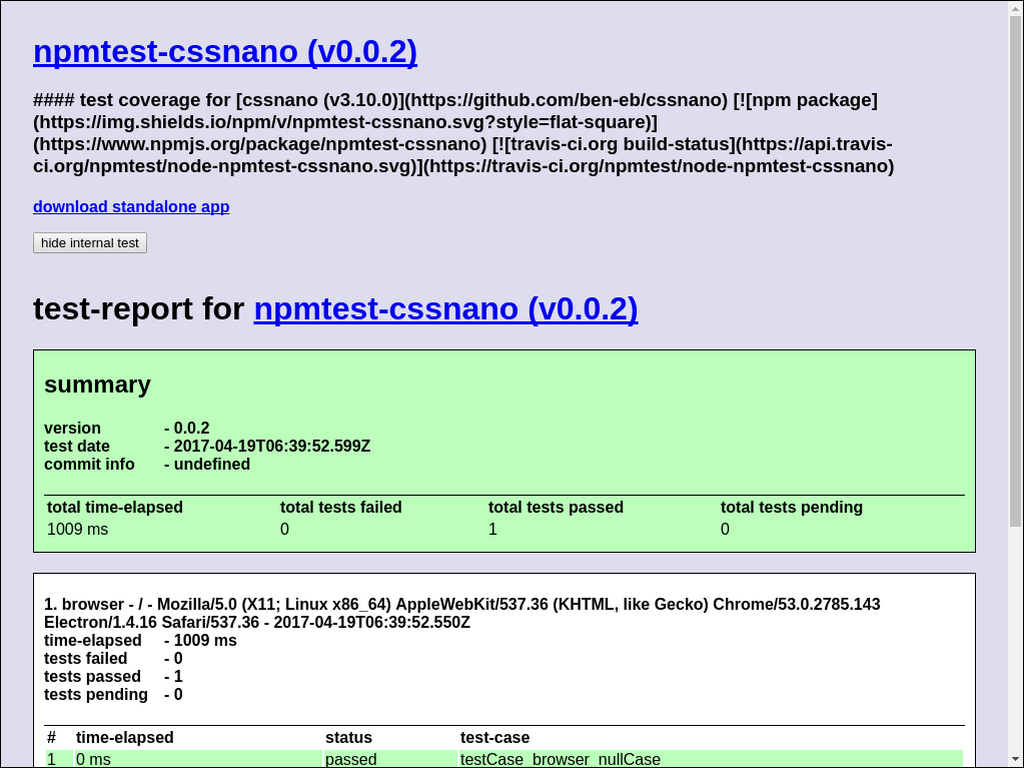 npmtest-cssnano (v0.0.2)
#### test coverage for [cssnano (v3.10.0)](https://github.com/ben-eb/cssnano) [![npm package]
(https://img.shields.io/npm/v/npmtest-cssnano.svg?style=flat-square)]
(https://www.npmjs.org/package/npmtest-cssnano) [![travis-ci.org build-status](https://api.travis-
ci.org/npmtest/node-npmtest-cssnano.svg)](https://travis-ci.org/npmtest/node-npmtest-cssnano)
download standalone app
hide internal test
test-report for npmtest-cssnano (v0.0.2)
summary
version - 0.0.2
test date - 2017-04-19T06:39:52.599Z
commit info - undefined
total time-elapsed total tests failed total tests passed total tests pending
1009 ms 0 1 0
1. browser - / - Mozilla/5.0 (X11; Linux x86_64) AppleWebKit/537.36 (KHTML, like Gecko) Chrome/53.0.2785.143
Electron/1.4.16 Safari/537.36 - 2017-04-19T06:39:52.550Z
time-elapsed - 1009 ms
tests failed - 0
tests passed - 1
tests pending - 0
# time-elapsed status test-case
1 0 ms passed testCase_browser_nullCase